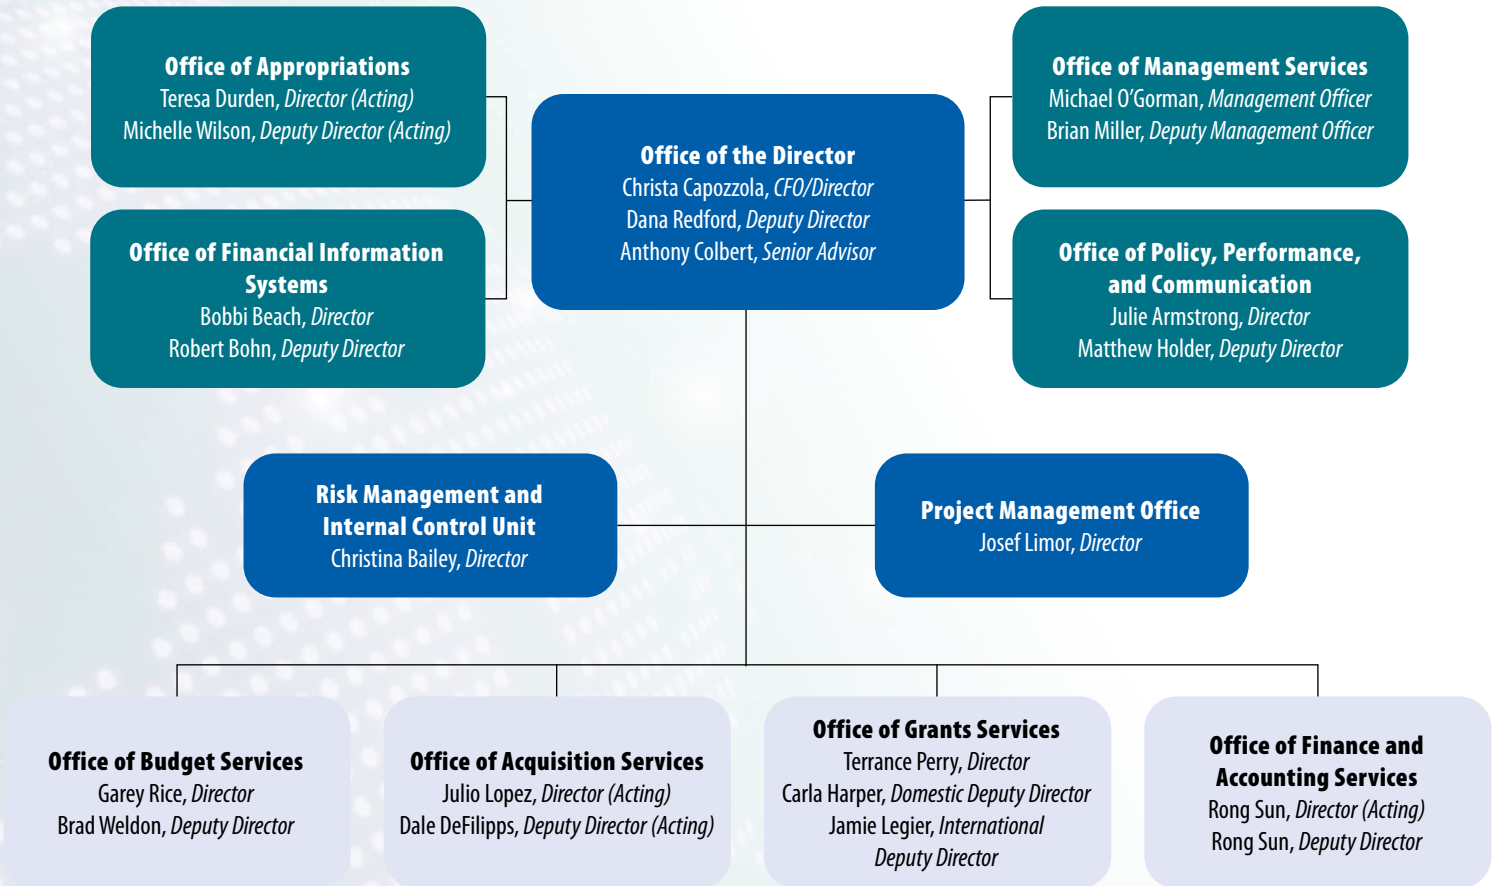 Office of Appropriations
Teresa Durden, Director (Acting)
Michelle Wilson, Deputy Director (Acting)
Office of Management Services
Michael O’Gorman, Management Officer
Brian Miller, Deputy Management Officer
Office of the Director
Christa Capozzola, CFO/Director
Dana Redford, Deputy Director
Anthony Colbert, Senior Advisor
Office of Financial Information
Systems
Bobbi Beach, Director
Robert Bohn, Deputy Director
Office of Policy, Performance,
and Communication
Julie Armstrong, Director
Matthew Holder, Deputy Director
Risk Management and
Internal Control Unit
Christina Bailey, Director
Project Management Office
Josef Limor, Director
Office of Budget Services
Garey Rice, Director
Brad Weldon, Deputy Director
Office of Acquisition Services
Julio Lopez, Director (Acting)
Dale DeFilipps, Deputy Director (Acting)
Office of Grants Services
Terrance Perry, Director
Carla Harper, Domestic Deputy Director
Jamie Legier, International
Deputy Director
Office of Finance and
Accounting Services
Rong Sun, Director (Acting)
Rong Sun, Deputy Director